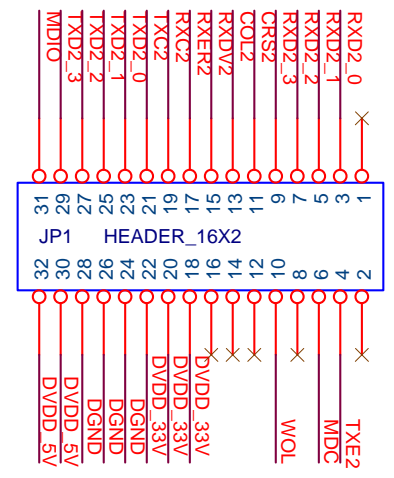 MDIO
TXD2_3
TXD2_2
TXD2_1
TXD2_0
TXC2
RXC2
RXER2
RXDV2
COL2
CRS2
RXD2_3
RXD2_2
RXD2_1
RXD2_0
31 29 27 25 23 21 19 17 15 13 11 9 7 5 3 1
JP1 HEADER_16X2
32 30 28 26 24 22 20 18 16 14 12 10 8 6 4 2
DVDD_5V
DVDD_5V
DGND
DGND
DGND
DVDD_33V
DVDD_33V
DVDD_33V
WOL
MDC
TXE2